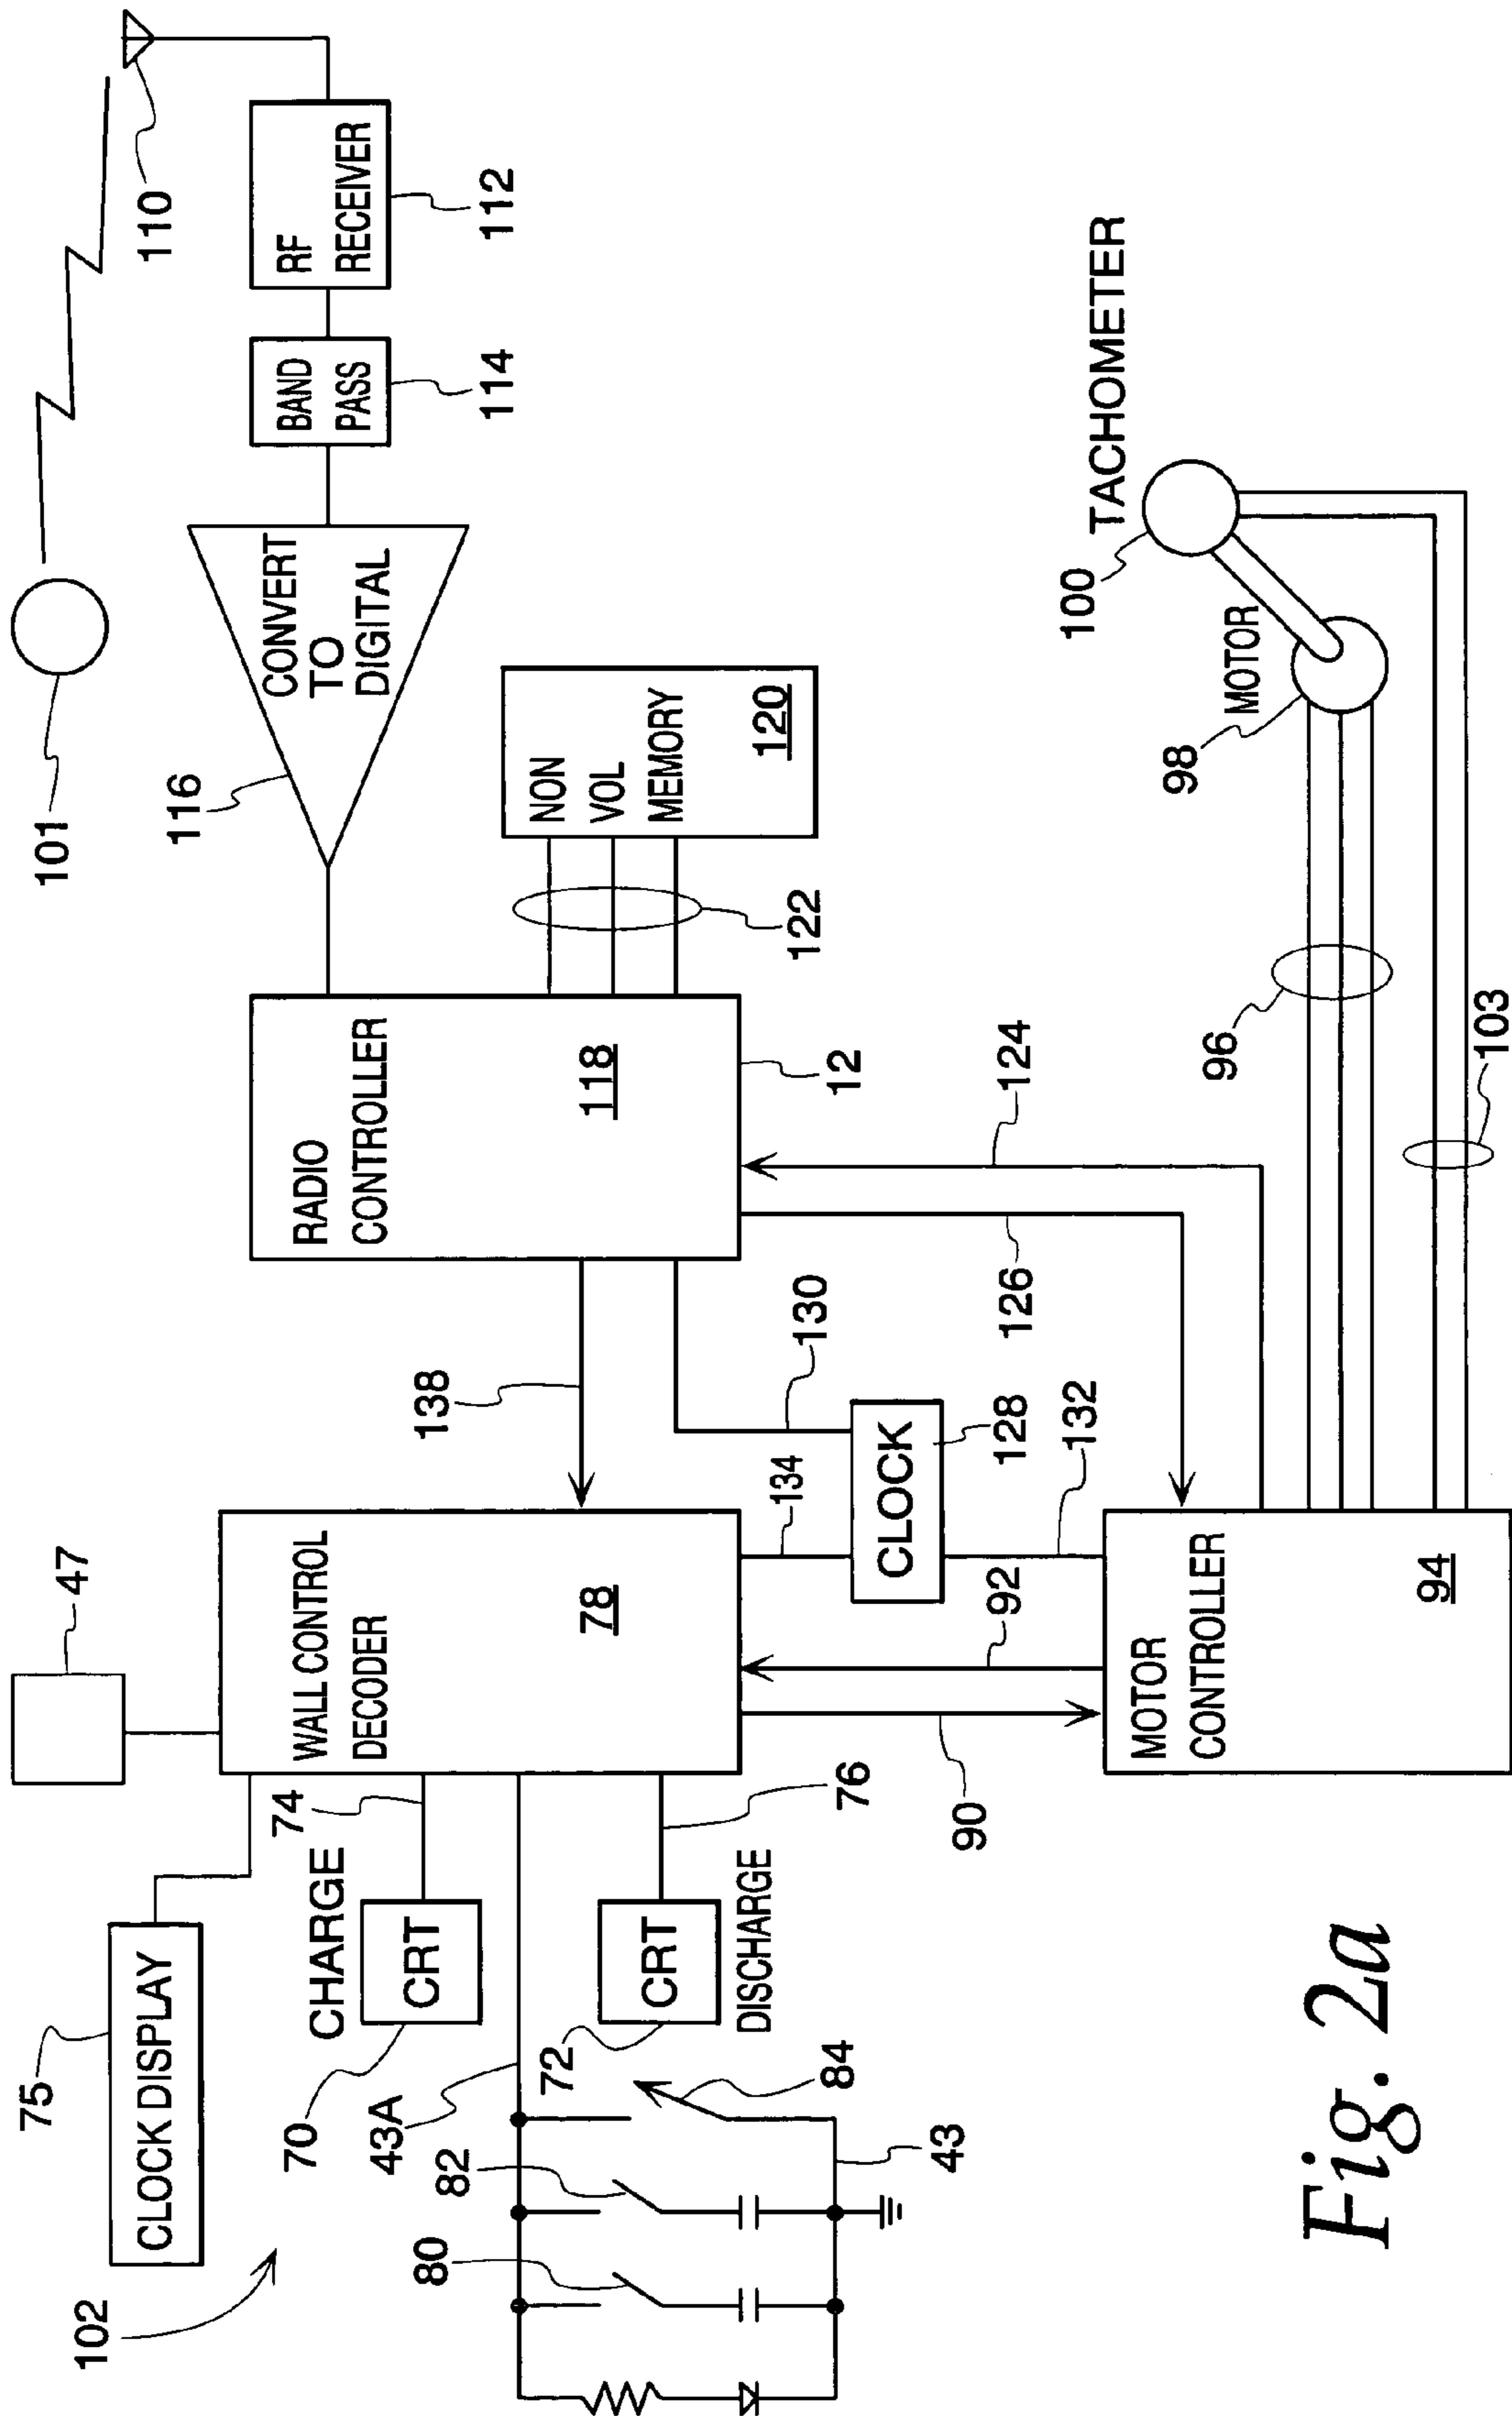 101
110
RF
RECEIVER
112
BAND
PASS
114
CONVERT
TO
DIGITAL
116
NON
VOL
MEMORY
120
122
RADIO
CONTROLLER
118
12
124
126
138
130
134
CLOCK
128
132
47
WALL CONTROL
DECODER
78
92
90
75
CLOCK DISPLAY
102
CHARGE
74
CRT
70
76
CRT
DISCHARGE
72
43A
84
82
80
43
MOTOR
CONTROLLER
94
96
103
MOTOR
98
TACHOMETER
100
Fig. 2a